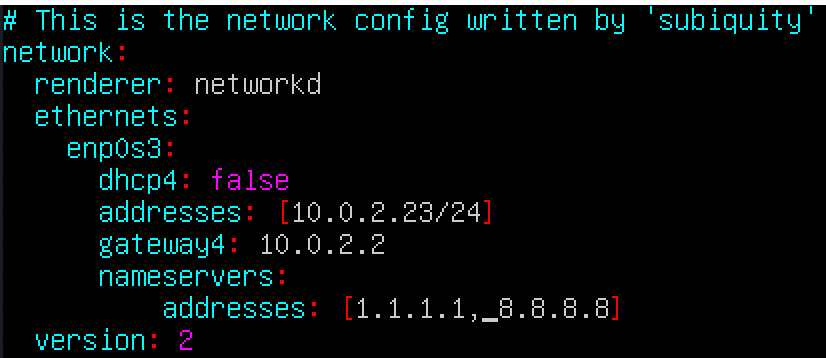 # This is the network config written by 'subiquity'
network:
  renderer: networkd
  ethernets:
    enp0s3:
      dhcp4: false
      addresses: [10.0.2.23/24]
      gateway4: 10.0.2.2
      nameservers:
          addresses: [1.1.1.1, 8.8.8.8]
  version: 2